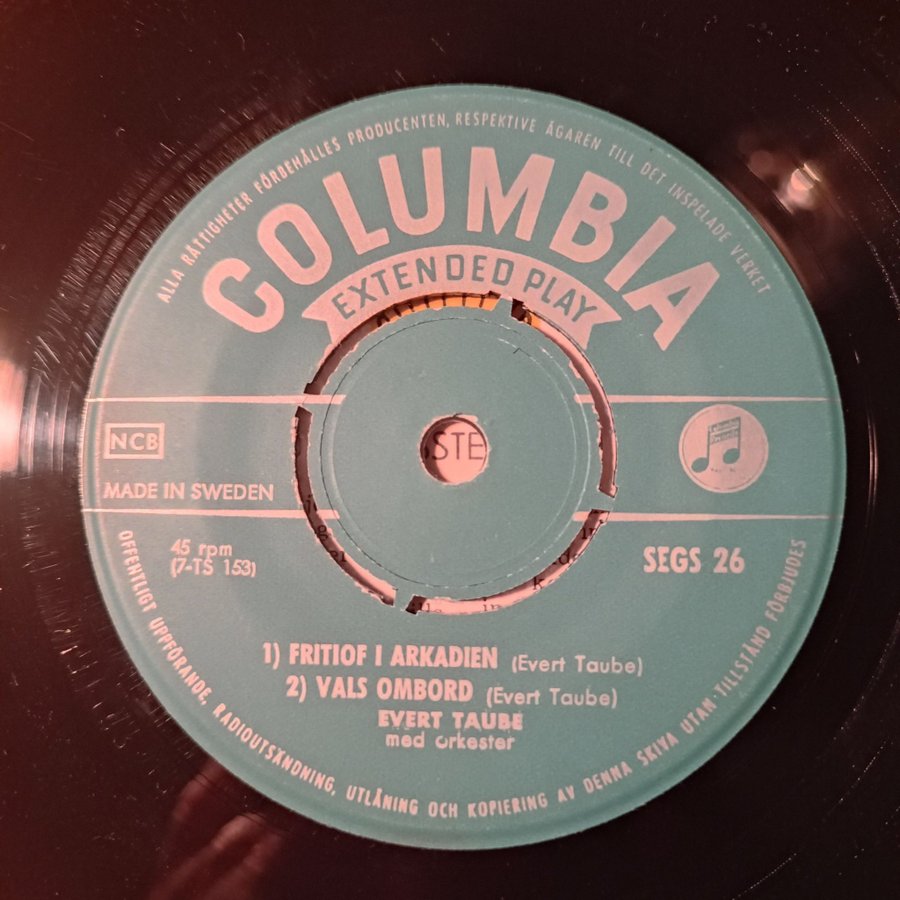 ALLA RÄTTIGHETER FÖRBEHÅLLES PRODUCENTEN, RESPEKTIVE ÄGAREN TILL DET INSPELADE VERKET
COLUMBIA
EXTENDED PLAY
NCB
STE
MADE IN SWEDEN
45 rpm
(7-TS 153)
SEGS 26
1) FRITIOF I ARKADIEN (Evert Taube)
2) VALS OMBORD (Evert Taube)
EVERT TAUBE
med orkester
OFFENTLIGT UPPFÖRANDE, RADIOUTSÄNDNING, UTLÅNING OCH KOPIERING AV DENNA SKIVA UTAN TILLSTÅND FÖRBJUDES